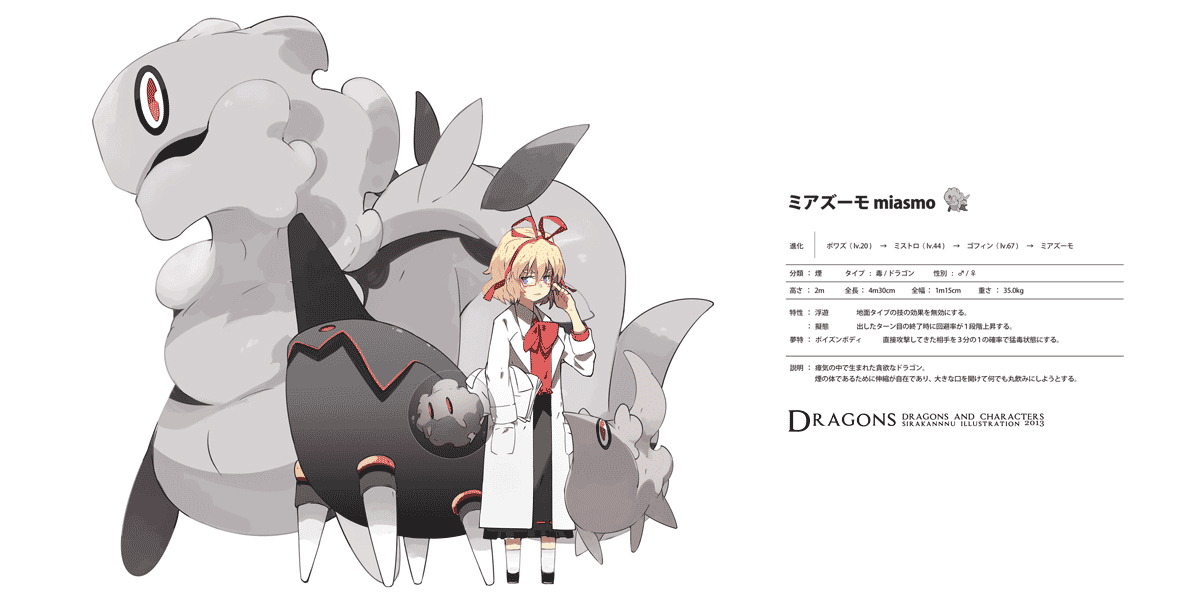 ミアズーモ miasmo
進化 ボワズ ( lv.20 ) → ミストロ ( lv.44 ) → ゴフィン ( lv.67 ) → ミアズーモ
分類 : 煙 タイプ : 毒 / ドラゴン 性別 : ♂ / ♀
高さ : 2m 全長 : 4m30cm 全幅 : 1m15cm 重さ : 35.0kg
特性 : 浮遊 地面タイプの技の効果を無効にする。
: 擬態 出したターン目の終了時に回避率が1段階上昇する。
夢特 : ポイズンボディ 直接攻撃してきた相手を3分の1の確率で猛毒状態にする。
説明 : 瘴気の中で生まれた貪欲なドラゴン。
煙の体であるために伸縮が自在であり、大きな口を開けて何でも丸飲みにしようとする。
DRAGONS DRAGONS AND CHARACTERS
SIRAKANNNU ILLUSTRATION 2013